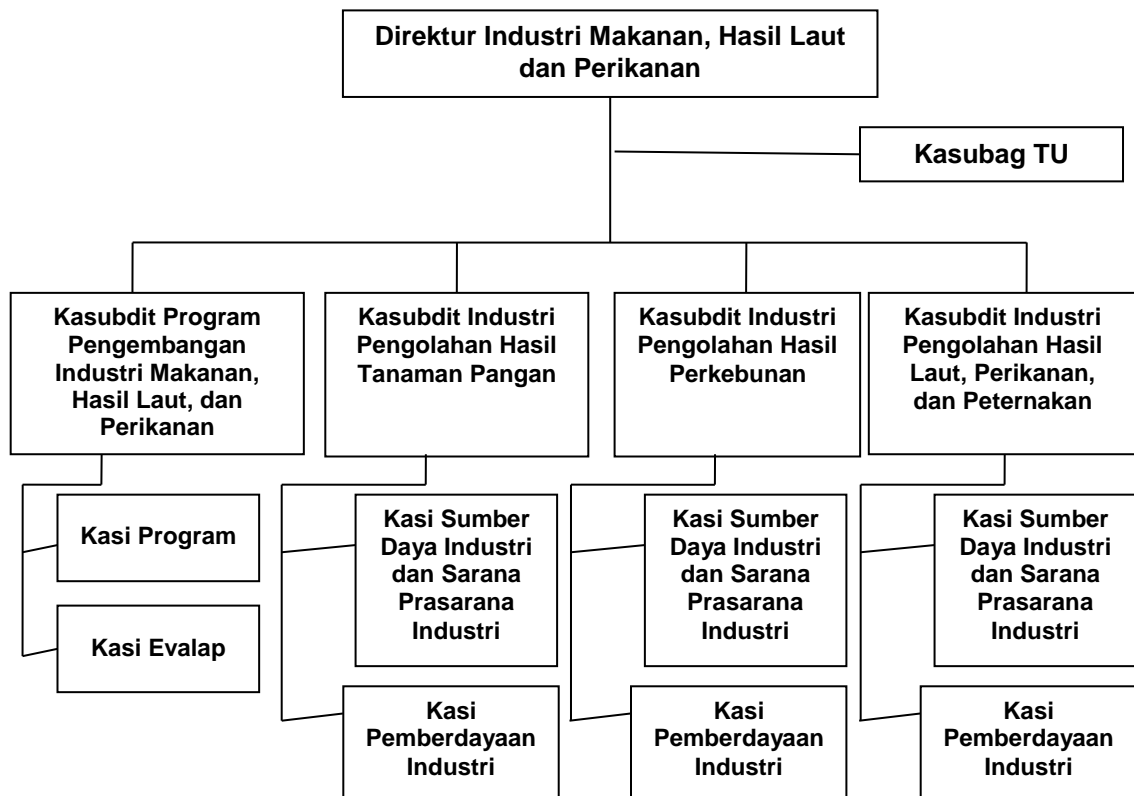 Direktur Industri Makanan, Hasil Laut
dan Perikanan
Kasubag TU
Kasubdit Program
Pengembangan
Industri Makanan,
Hasil Laut, dan
Perikanan
Kasubdit Industri
Pengolahan Hasil
Tanaman Pangan
Kasubdit Industri
Pengolahan Hasil
Perkebunan
Kasubdit Industri
Pengolahan Hasil
Laut, Perikanan,
dan Peternakan
Kasi Program
Kasi Evalap
Kasi Sumber
Daya Industri
dan Sarana
Prasarana
Industri
Kasi Pemberdayaan
Industri
Kasi Sumber
Daya Industri
dan Sarana
Prasarana
Industri
Kasi
Pemberdayaan
Industri
Kasi Sumber
Daya Industri
dan Sarana
Prasarana
Industri
Kasi
Pemberdayaan
Industri